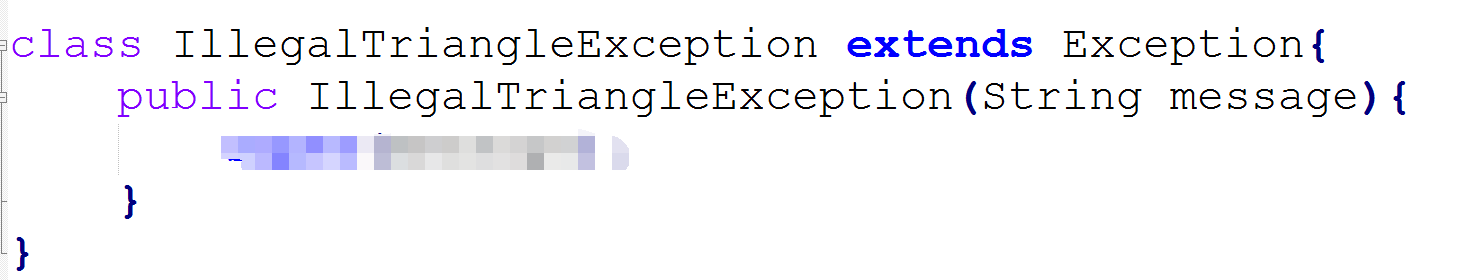 class IllegalTriangleException extends Exception{
public IllegalTriangleException(String message){
}
}